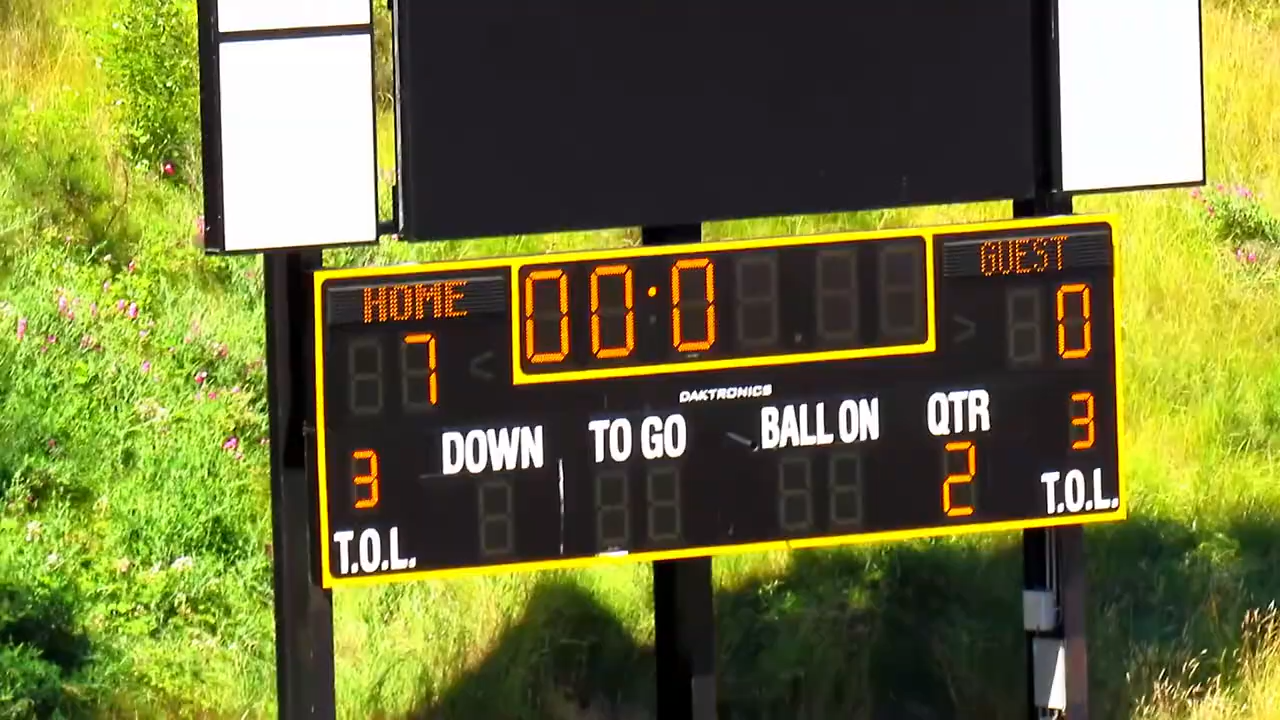 HOME 00:0 GUEST
7 < > 0
DAKTRONICS
DOWN TO GO BALL ON QTR
3 2 3
T.O.L. T.O.L.